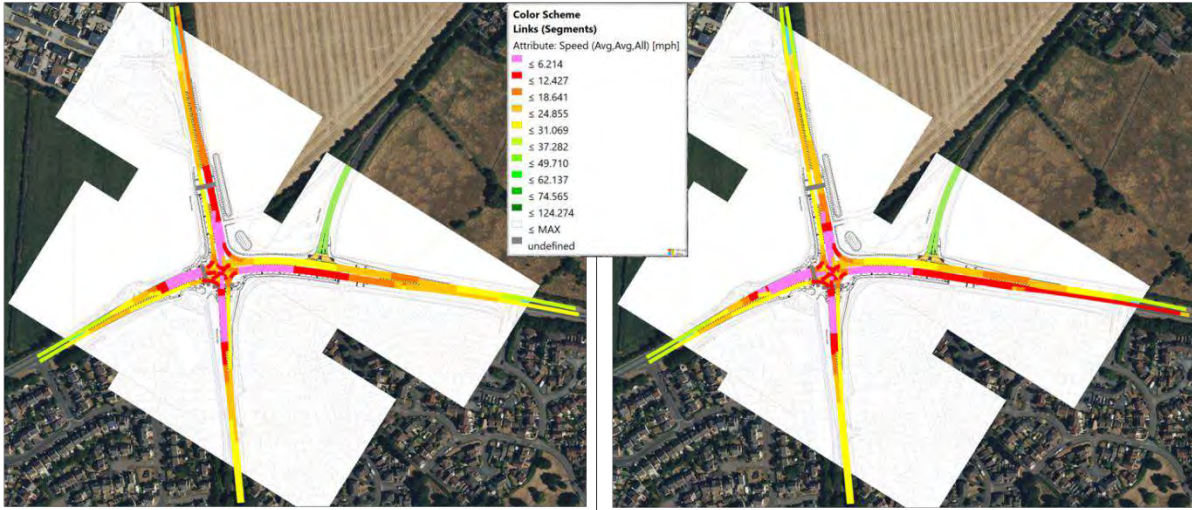 Color Scheme
Links (Segments)
Attribute: Speed (Avg,Avg,All) [mph]
≤ 6.214
≤ 12.427
≤ 18.641
≤ 24.855
≤ 31.069
≤ 37.282
≤ 49.710
≤ 62.137
≤ 74.565
≤ 124.274
≤ MAX
undefined